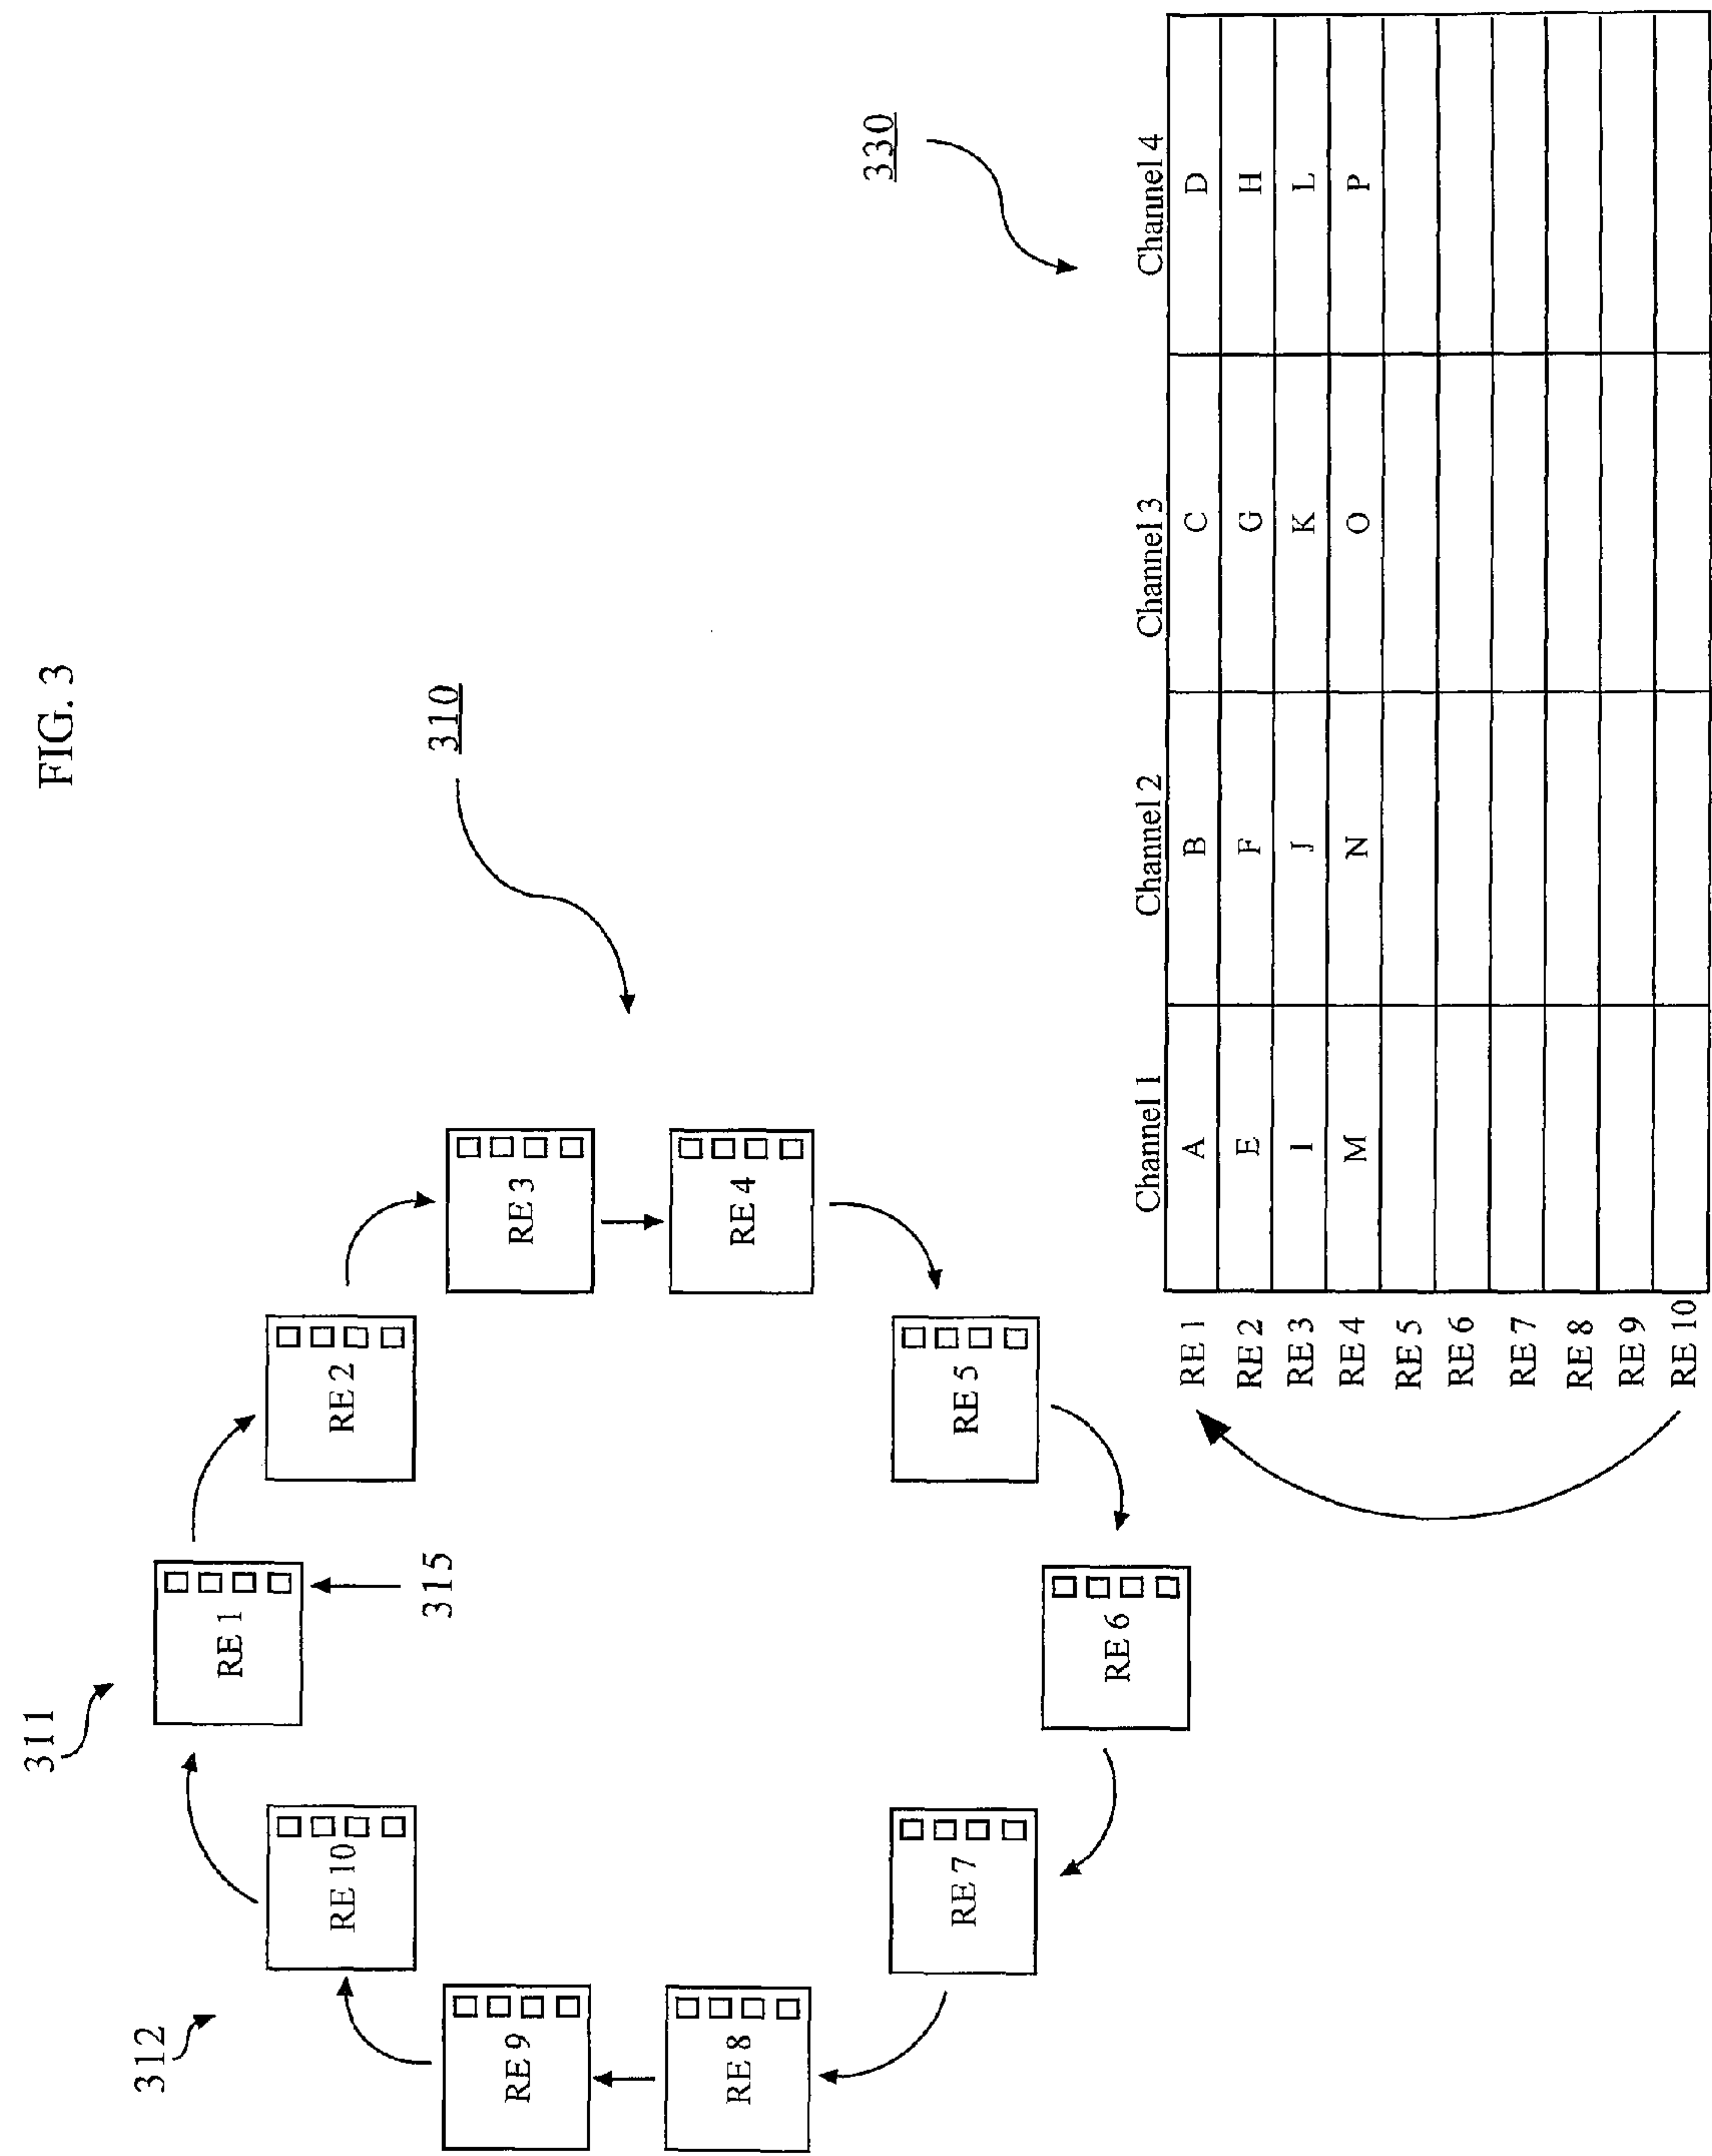 FIG. 3
310
311
312
315
RE 1
RE 2
RE 3
RE 4
RE 5
RE 6
RE 7
RE 8
RE 9
RE 10
330
Channel 1 Channel 2 Channel 3 Channel 4
RE 1 A B C D
RE 2 E F G H
RE 3 I J K L
RE 4 M N O P
RE 5
RE 6
RE 7
RE 8
RE 9
RE 10